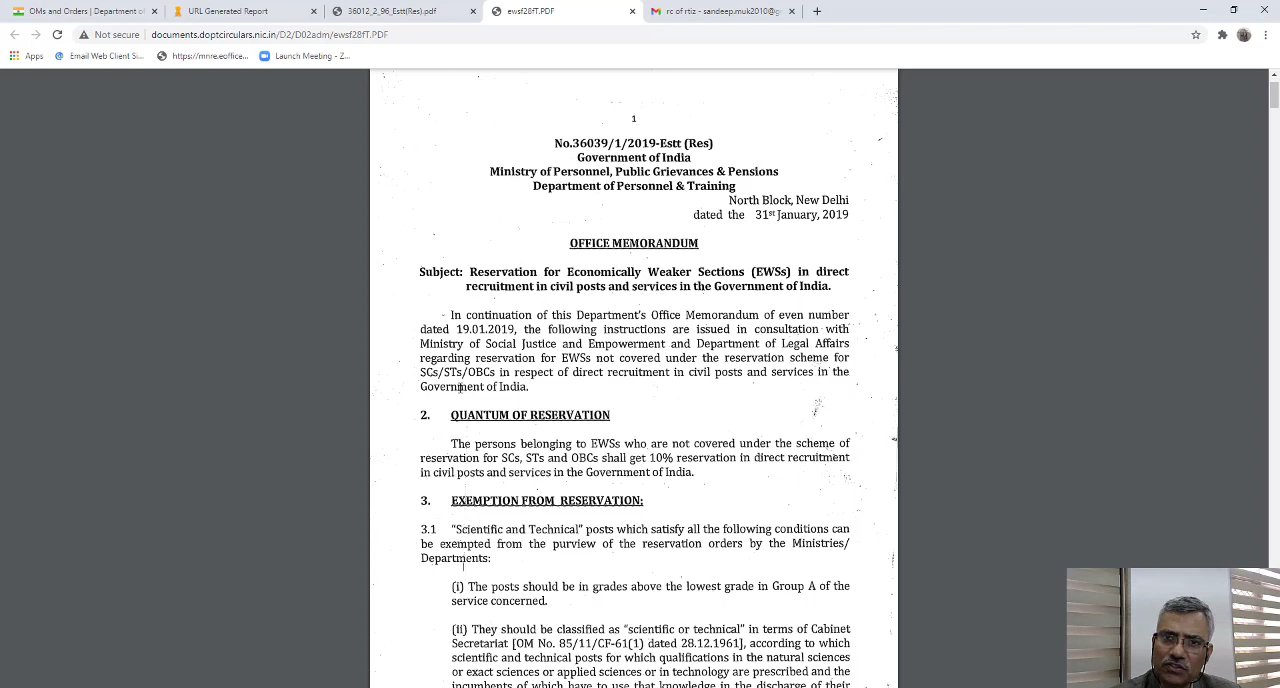 OMs and Orders | Department of
URL Generated Report
36012_2_96_Estt(Res).pdf
ewsf28fT.PDF
rc of rtiz - sandeep.muk2010@g
Not secure | documents.doptcirculars.nic.in/D2/D02adm/ewsf28fT.PDF
Apps
Email Web Client Si...
https://mnre.eoffice...
Launch Meeting - Z...
1
No.36039/1/2019-Estt (Res)
Government of India
Ministry of Personnel, Public Grievances & Pensions
Department of Personnel & Training
North Block, New Delhi
dated the 31st January, 2019
OFFICE MEMORANDUM
Subject: Reservation for Economically Weaker Sections (EWSs) in direct
recruitment in civil posts and services in the Government of India.
In continuation of this Department's Office Memorandum of even number
dated 19.01.2019, the following instructions are issued in consultation with
Ministry of Social Justice and Empowerment and Department of Legal Affairs
regarding reservation for EWSs not covered under the reservation scheme for
SCs/STs/OBCs in respect of direct recruitment in civil posts and services in the
Government of India.
2. QUANTUM OF RESERVATION
The persons belonging to EWSs who are not covered under the scheme of
reservation for SCs, STs and OBCs shall get 10% reservation in direct recruitment
in civil posts and services in the Government of India.
3. EXEMPTION FROM RESERVATION:
3.1 "Scientific and Technical" posts which satisfy all the following conditions can
be exempted from the purview of the reservation orders by the Ministries/
Departments:
(i) The posts should be in grades above the lowest grade in Group A of the
service concerned.
(ii) They should be classified as "scientific or technical" in terms of Cabinet
Secretariat [OM No. 85/11/CF-61(1) dated 28.12.1961], according to which
scientific and technical posts for which qualifications in the natural sciences
or exact sciences or applied sciences or in technology are prescribed and the
incumbents of which have to use that knowledge in the discharge of their